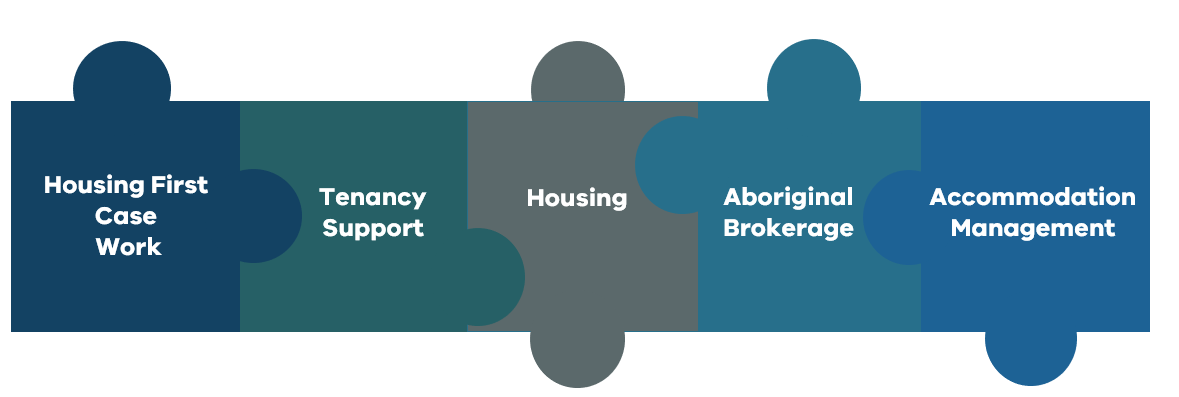 Housing First
Case
Work
Tenancy
Support
Housing
Aboriginal
Brokerage
Accommodation
Management